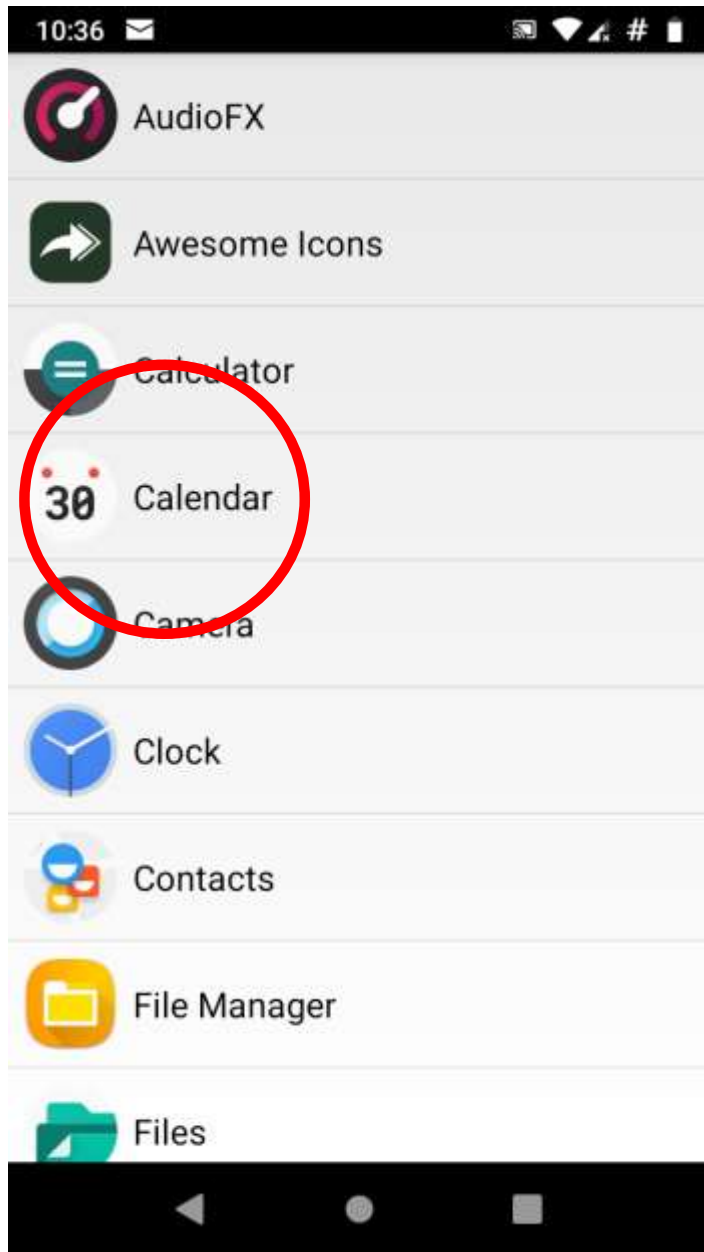 10:36 #
AudioFX
Awesome Icons
Calculator
30 Calendar
Camera
Clock
Contacts
File Manager
Files